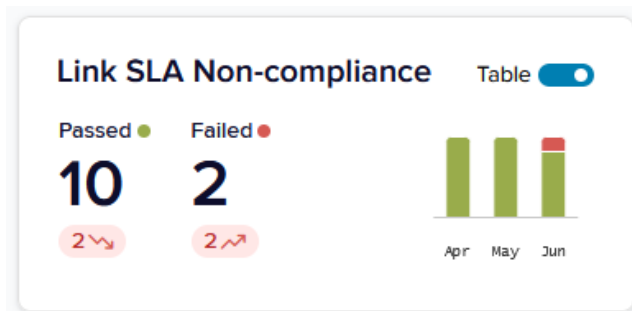 Link SLA Non-compliance Table
Passed Failed
10 2
2 2
Apr May Jun